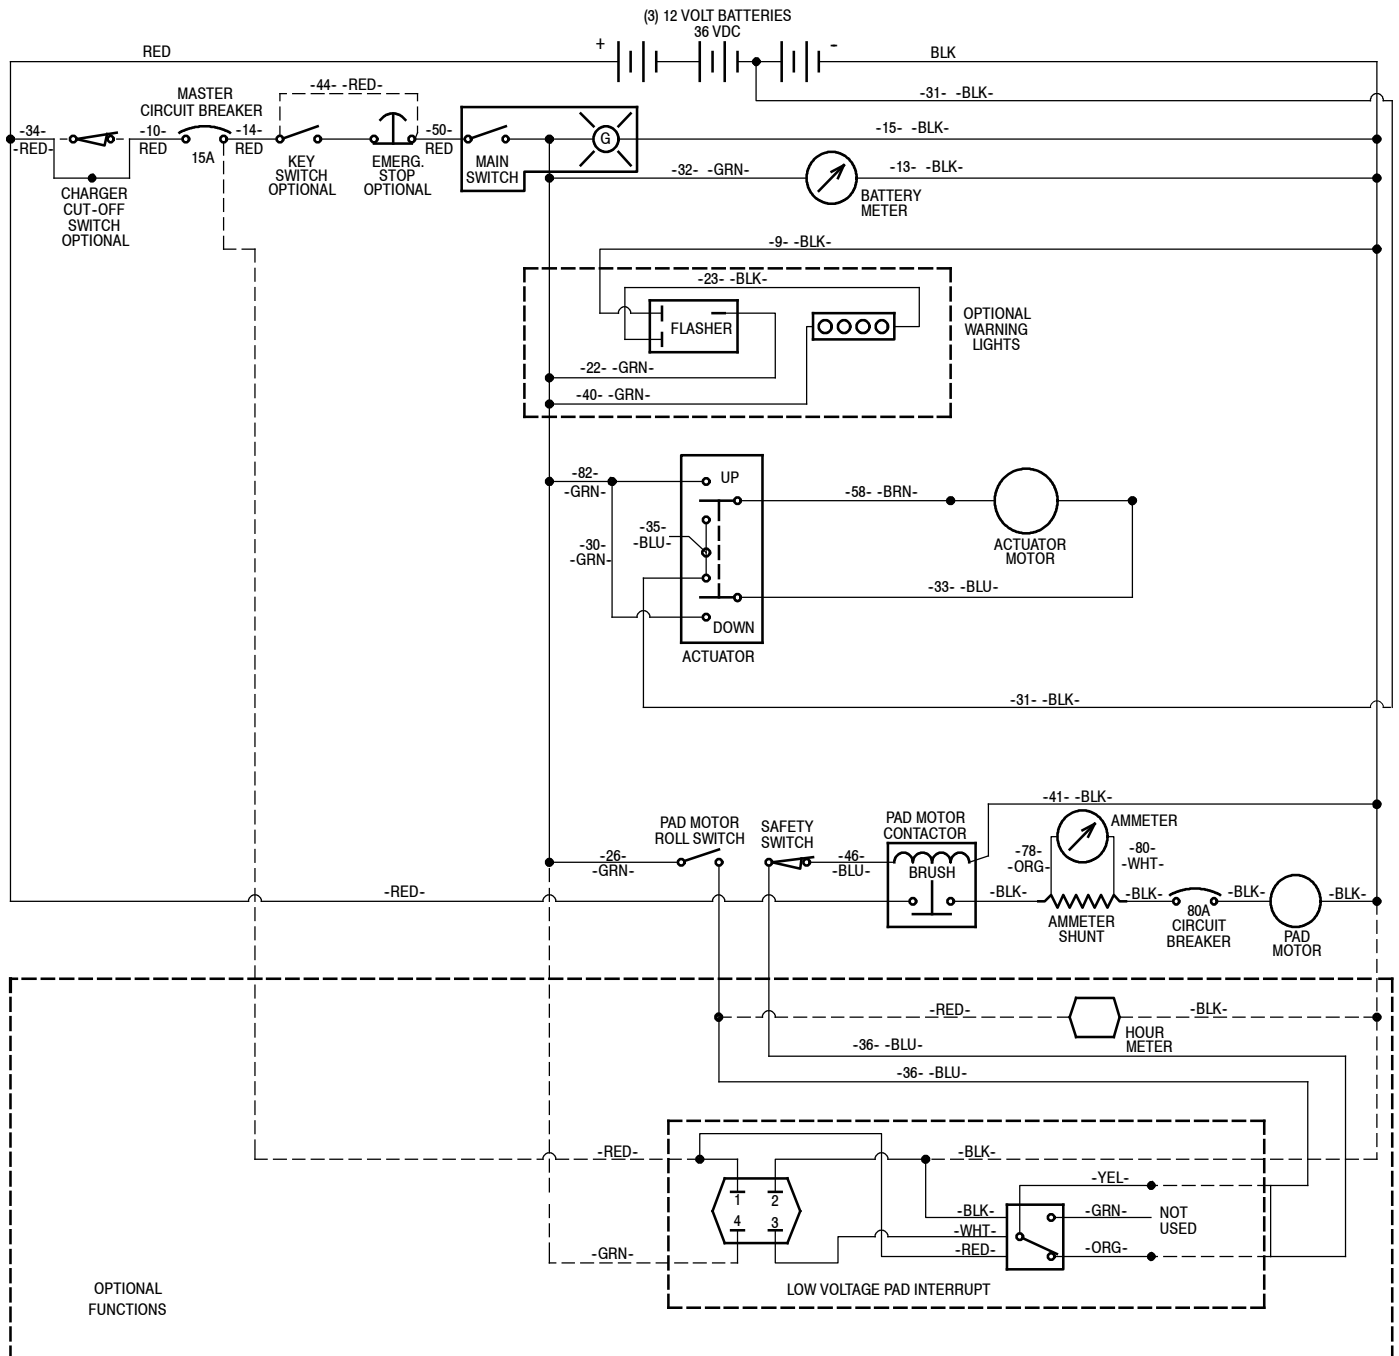 (3) 12 VOLT BATTERIES
36 VDC
+
-
RED
BLK
-31- -BLK-
-44- -RED-
MASTER
CIRCUIT BREAKER
-34-
-RED-
-10-
RED
15A
-14-
RED
-50-
RED
KEY
SWITCH
OPTIONAL
EMERG.
STOP
OPTIONAL
MAIN
SWITCH
G
-15- -BLK-
CHARGER
CUT-OFF
SWITCH
OPTIONAL
-32- -GRN-
-13- -BLK-
BATTERY
METER
-9- -BLK-
-23- -BLK-
FLASHER
OPTIONAL
WARNING
LIGHTS
-22- -GRN-
-40- -GRN-
-82-
-GRN-
UP
-58- -BRN-
-35-
-BLU-
-30-
-GRN-
ACTUATOR
MOTOR
-33- -BLU-
DOWN
ACTUATOR
-31- -BLK-
-41- -BLK-
PAD MOTOR
ROLL SWITCH
SAFETY
SWITCH
PAD MOTOR
CONTACTOR
AMMETER
-26-
-GRN-
-46-
-BLU-
BRUSH
-78-
-ORG-
-80-
-WHT-
-RED-
-BLK-
-BLK-
-BLK-
-BLK-
AMMETER
SHUNT
80A
CIRCUIT
BREAKER
PAD
MOTOR
-RED-
-BLK-
HOUR
METER
-36- -BLU-
-36- -BLU-
-RED-
-BLK-
-YEL-
1
2
4
3
-BLK-
-WHT-
-RED-
-GRN-
NOT
USED
-ORG-
-GRN-
LOW VOLTAGE PAD INTERRUPT
OPTIONAL
FUNCTIONS